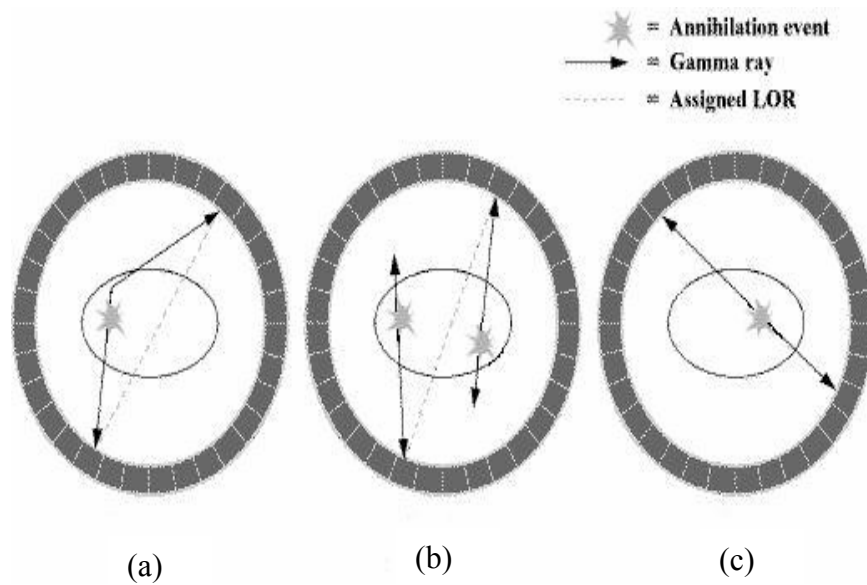 = Annihilation event
= Gamma ray
= Assigned LOR
(a) (b) (c)